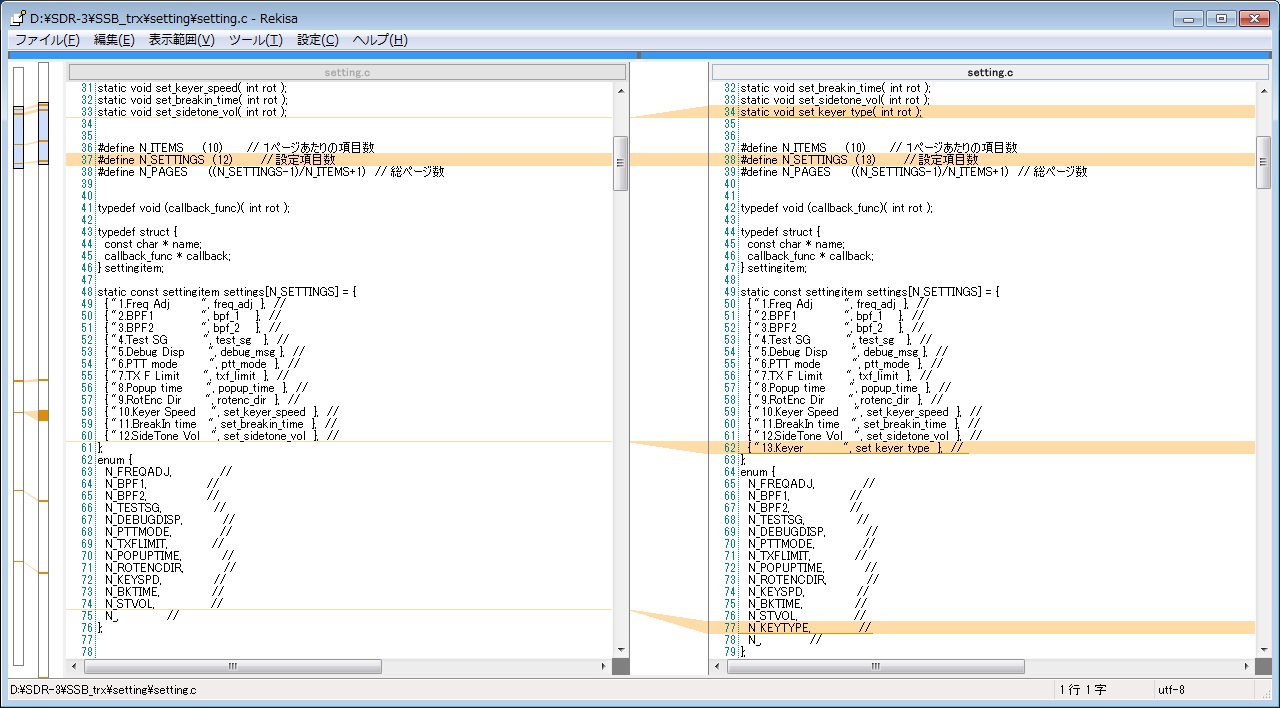 D:¥SDR-3¥SSB_trx¥setting¥setting.c - Rekisa
ファイル(F) 編集(E) 表示範囲(V) ツール(T) 設定(C) ヘルプ(H)
setting.c
31 static void set_keyer_speed( int rot );
32 static void set_breakin_time( int rot );
33 static void set_sidetone_vol( int rot );
34
35
36 #define N_ITEMS (10) // 1ページあたりの項目数
37 #define N_SETTINGS (12) // 設定項目数
38 #define N_PAGES ((N_SETTINGS-1)/N_ITEMS+1) // 総ページ数
39
40
41 typedef void (callback_func)( int rot );
42
43 typedef struct {
44 const char * name;
45 callback_func * callback;
46 } settingitem;
47
48 static const settingitem settings[N_SETTINGS] = {
49 { "1.Freq Adj ", freq_adj }, //
50 { "2.BPF1 ", bpf_1 }, //
51 { "3.BPF2 ", bpf_2 }, //
52 { "4.Test SG ", test_sg }, //
53 { "5.Debug Disp ", debug_msg }, //
54 { "6.PTT mode ", ptt_mode }, //
55 { "7.TX F Limit ", txf_limit }, //
56 { "8.Popup time ", popup_time }, //
57 { "9.RotEnc Dir ", rotenc_dir }, //
58 { "10.Keyer Speed ", set_keyer_speed }, //
59 { "11.BreakIn time ", set_breakin_time }, //
60 { "12.SideTone Vol ", set_sidetone_vol }, //
61 };
62 enum {
63 N_FREQADJ, //
64 N_BPF1, //
65 N_BPF2, //
66 N_TESTSG, //
67 N_DEBUGDISP, //
68 N_PTTMODE, //
69 N_TXFLIMIT, //
70 N_POPUPTIME, //
71 N_ROTENCDIR, //
72 N_KEYSPD, //
73 N_BKTIME, //
74 N_STVOL, //
75 N_, //
76 };
77
78
setting.c
32 static void set_breakin_time( int rot );
33 static void set_sidetone_vol( int rot );
34 static void set_keyer_type( int rot );
35
36
37 #define N_ITEMS (10) // 1ページあたりの項目数
38 #define N_SETTINGS (13) // 設定項目数
39 #define N_PAGES ((N_SETTINGS-1)/N_ITEMS+1) // 総ページ数
40
41
42 typedef void (callback_func)( int rot );
43
44 typedef struct {
45 const char * name;
46 callback_func * callback;
47 } settingitem;
48
49 static const settingitem settings[N_SETTINGS] = {
50 { "1.Freq Adj ", freq_adj }, //
51 { "2.BPF1 ", bpf_1 }, //
52 { "3.BPF2 ", bpf_2 }, //
53 { "4.Test SG ", test_sg }, //
54 { "5.Debug Disp ", debug_msg }, //
55 { "6.PTT mode ", ptt_mode }, //
56 { "7.TX F Limit ", txf_limit }, //
57 { "8.Popup time ", popup_time }, //
58 { "9.RotEnc Dir ", rotenc_dir }, //
59 { "10.Keyer Speed ", set_keyer_speed }, //
60 { "11.BreakIn time ", set_breakin_time }, //
61 { "12.SideTone Vol ", set_sidetone_vol }, //
62 { "13.Keyer ", set_keyer_type }, //
63 };
64 enum {
65 N_FREQADJ, //
66 N_BPF1, //
67 N_BPF2, //
68 N_TESTSG, //
69 N_DEBUGDISP, //
70 N_PTTMODE, //
71 N_TXFLIMIT, //
72 N_POPUPTIME, //
73 N_ROTENCDIR, //
74 N_KEYSPD, //
75 N_BKTIME, //
76 N_STVOL, //
77 N_KEYTYPE, //
78 N_, //
79 };
D:¥SDR-3¥SSB_trx¥setting¥setting.c 1行 1字 utf-8